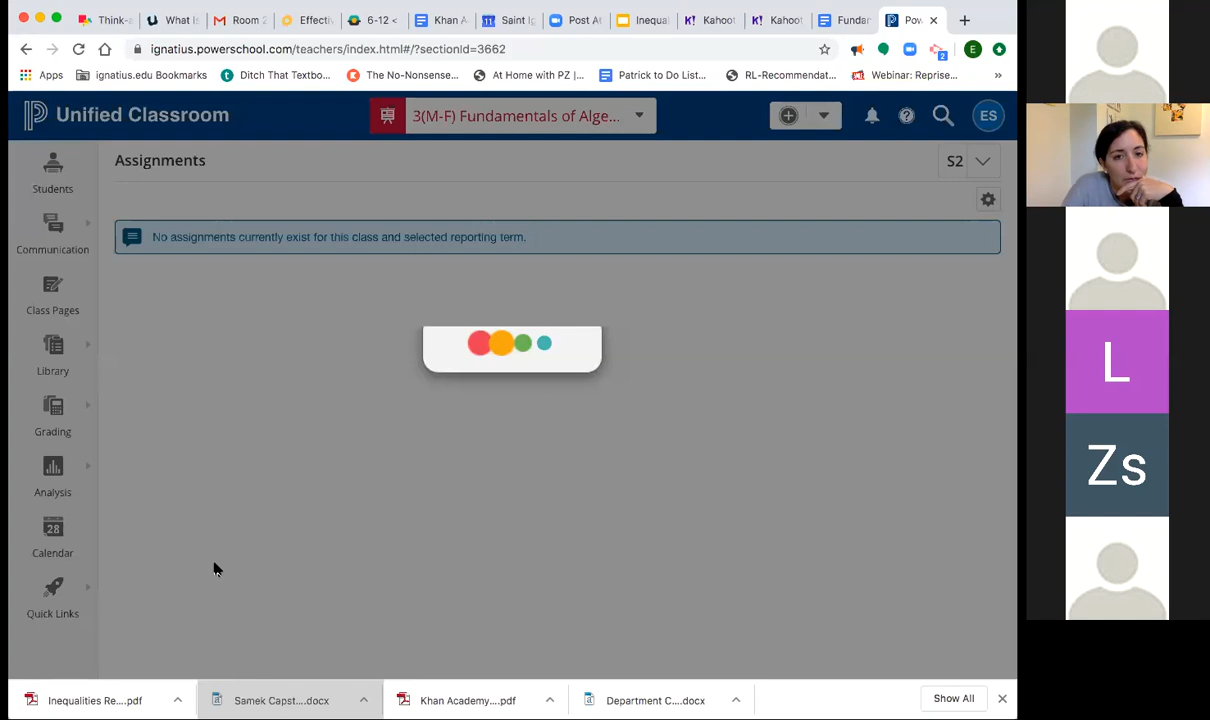 Think-a
What Is
Room 2
Effectiv
6-12 <
Khan A
Saint Ig
Post At
Inequal
Kahoot
Kahoot
Fundar
Pow
ignatius.powerschool.com/teachers/index.html#/?sectionId=3662
E
2
Apps
ignatius.edu Bookmarks
Ditch That Textbo...
The No-Nonsense...
At Home with PZ |...
Patrick to Do List...
RL-Recommendat...
Webinar: Reprise...
»
Unified Classroom
3(M-F) Fundamentals of Alge...
ES
Assignments
S2
No assignments currently exist for this class and selected reporting term.
Students
Communication
Class Pages
Library
Grading
Analysis
28
Calendar
Quick Links
L
Zs
Inequalities Re....pdf
Samek Capst....docx
Khan Academy....pdf
Department C....docx
Show All